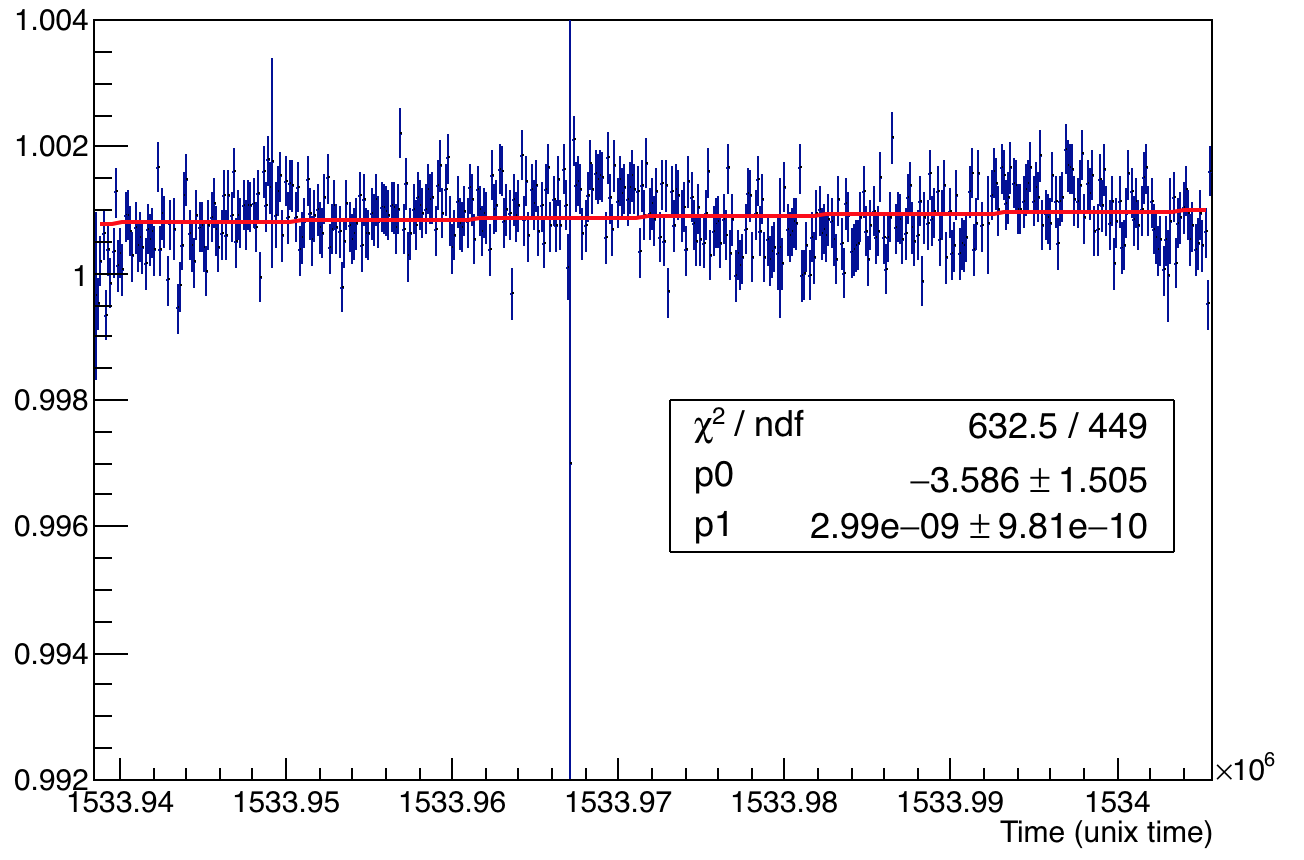 1.004
1.002
1
0.998
0.996
0.994
0.992
χ² / ndf 632.5 / 449
p0 −3.586 ± 1.505
p1 2.99e−09 ± 9.81e−10
1533.94 1533.95 1533.96 1533.97 1533.98 1533.99 1534
×10⁶
Time (unix time)